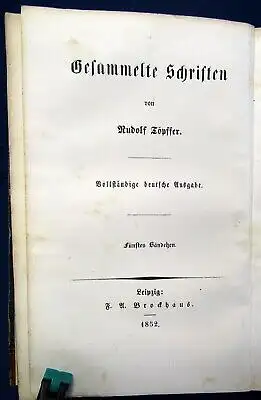 Gesammelte Schriften
von
Rudolf Töpffer.
Vollständige deutsche Ausgabe.
Fünftes Bändchen.
Leipzig:
F. A. Brockhaus.
1852.